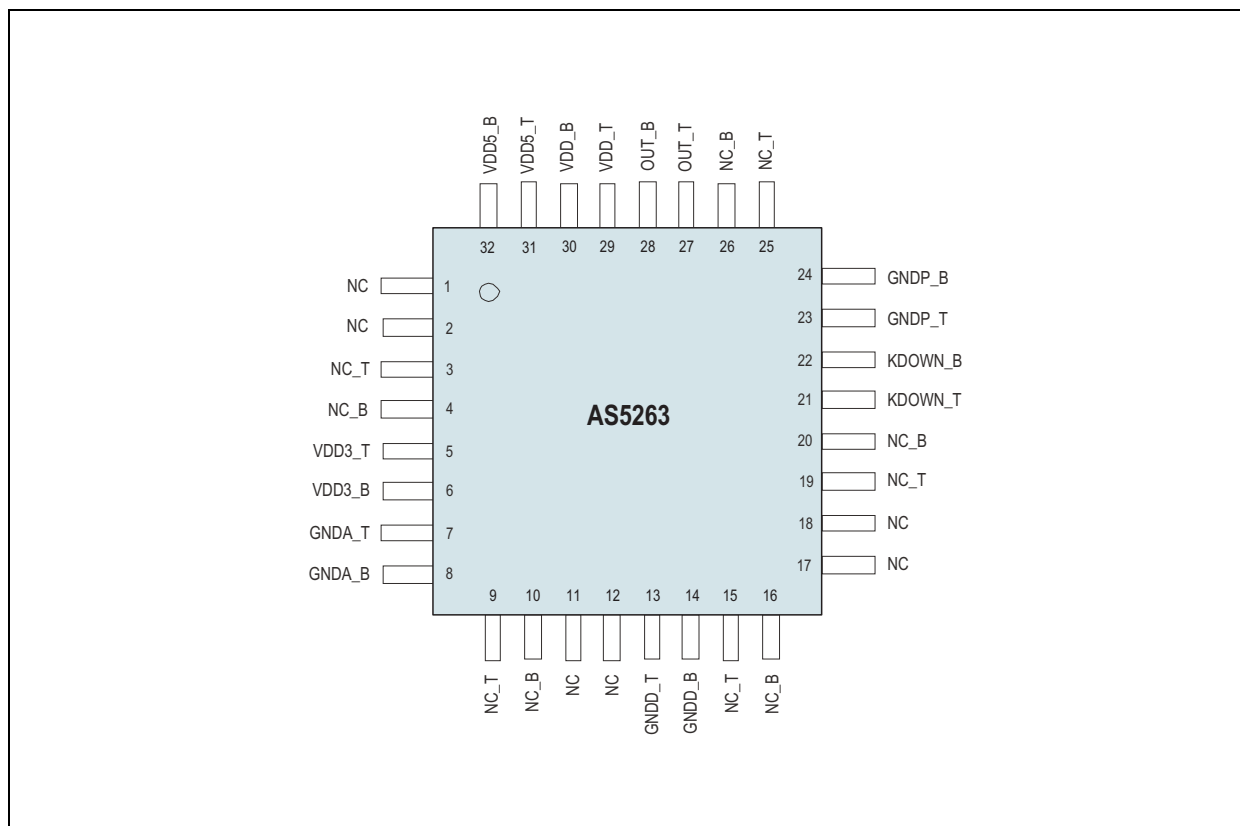 VDD5_B
VDD5_T
VDD_B
VDD_T
OUT_B
OUT_T
NC_B
NC_T
32 31 30 29 28 27 26 25
NC 1
NC 2
NC_T 3
NC_B 4
VDD3_T 5
VDD3_B 6
GNDA_T 7
GNDA_B 8
AS5263
24 GNDP_B
23 GNDP_T
22 KDOWN_B
21 KDOWN_T
20 NC_B
19 NC_T
18 NC
17 NC
9 10 11 12 13 14 15 16
NC_T
NC_B
NC
NC
GNDD_T
GNDD_B
NC_T
NC_B